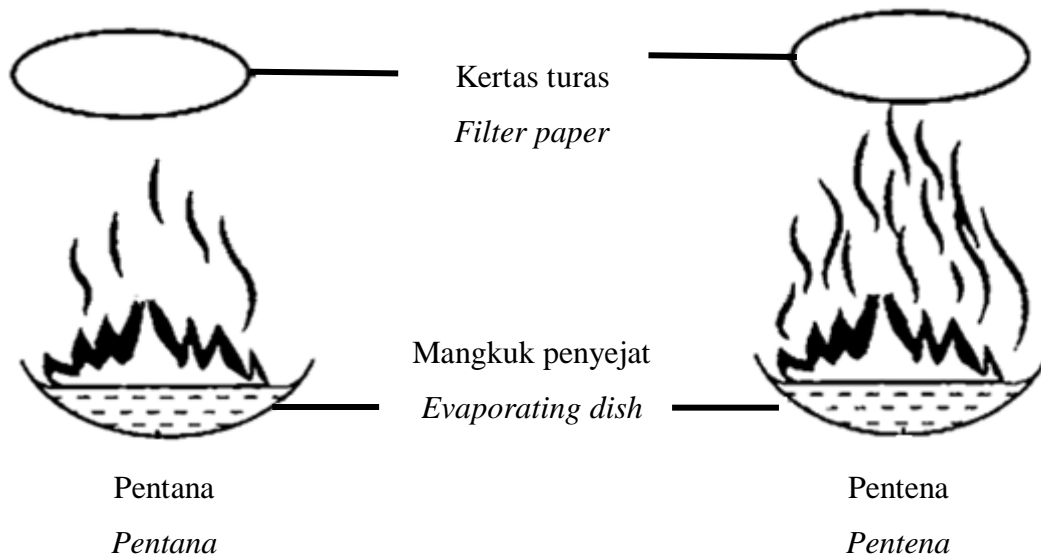 Kertas turas
Filter paper
Mangkuk penyejat
Evaporating dish
Pentana
Pentana
Pentena
Pentena